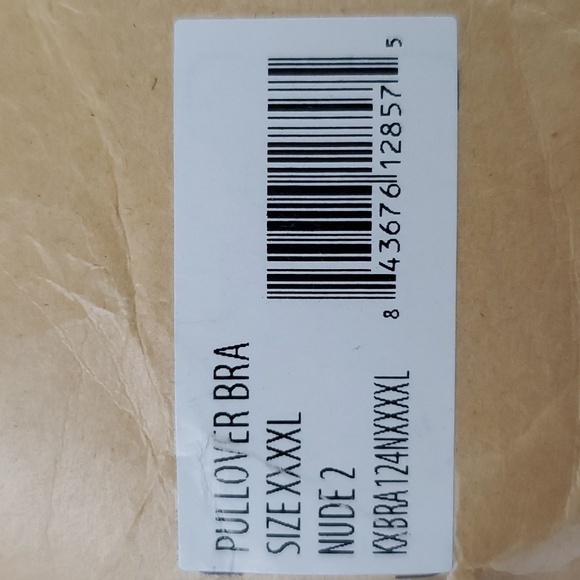 PULLOVER BRA
SIZE XXXXL
NUDE 2
KXBRA124NXXXXL
8 43676 12857 5